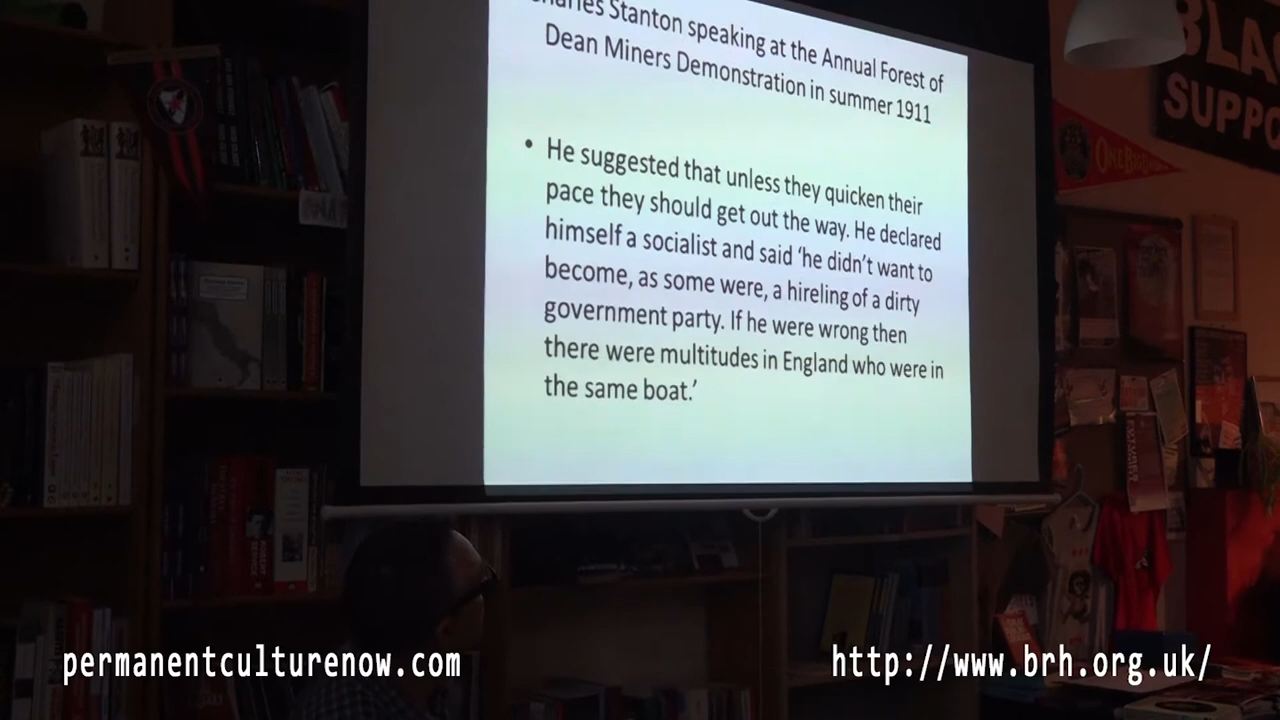 Charles Stanton speaking at the Annual Forest of
Dean Miners Demonstration in summer 1911
• He suggested that unless they quicken their
pace they should get out the way. He declared
himself a socialist and said ‘he didn’t want to
become, as some were, a hireling of a dirty
government party. If he were wrong then
there were multitudes in England who were in
the same boat.’
SUPPO
ONE BIG
permanentculturenow.com
http://www.brh.org.uk/